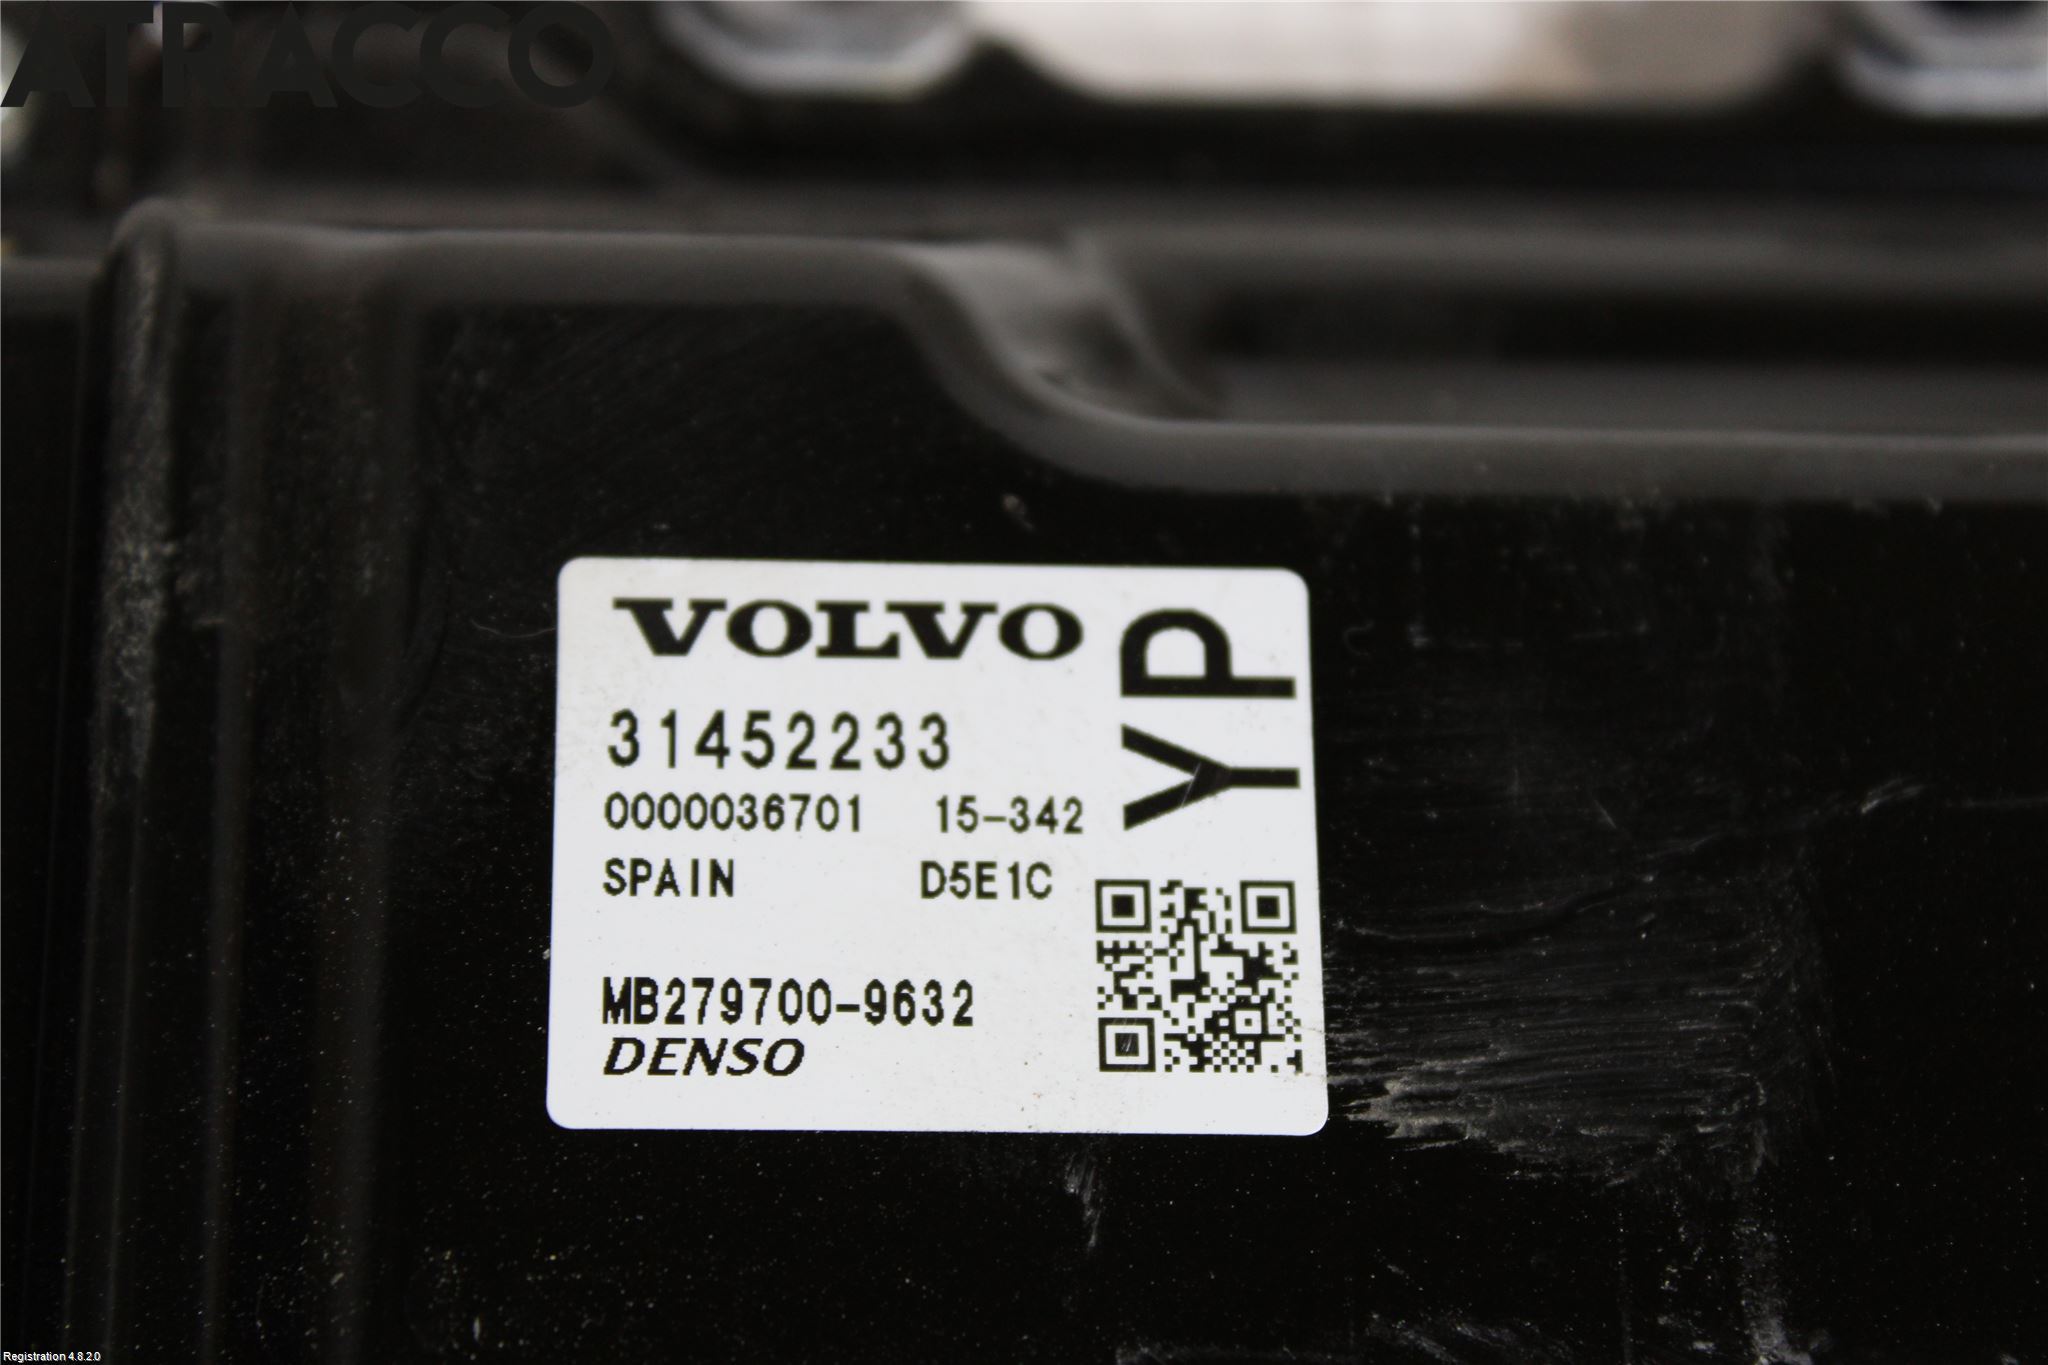 ATRACCO
VOLVO
YP
31452233
0000036701 15-342
SPAIN D5E1C
MB279700-9632
DENSO
Registration 4.8.2.0